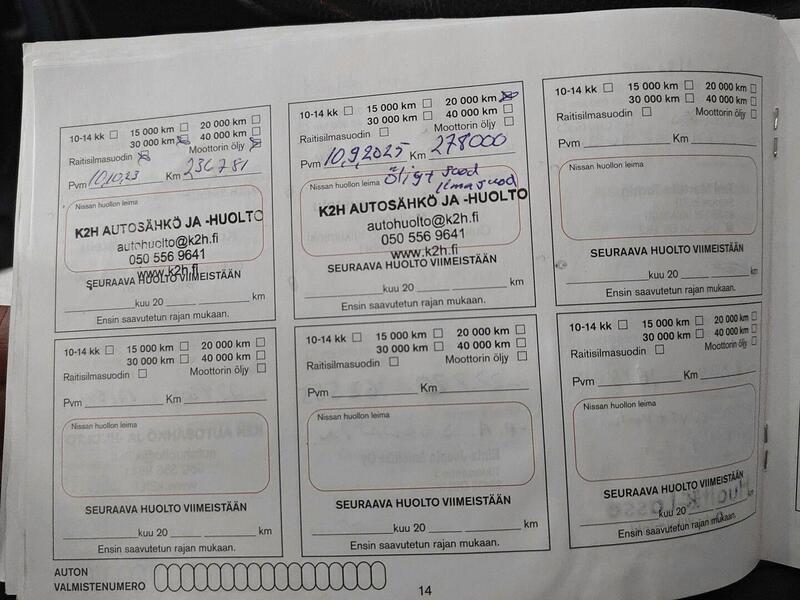 10-14 kk ☐ 15 000 km ☐ 20 000 km ☐
30 000 km ☒ 40 000 km ☐
Raitisilmasuodin ☒ Moottorin öljy ☒
Pvm 10,10,23 Km 236781
Nissan huollon leima
K2H AUTOSÄHKÖ JA -HUOLTO
autohuolto@k2h.fi
050 556 9641
www.k2h.fi
SEURAAVA HUOLTO VIIMEISTÄÄN
kuu 20 km
Ensin saavutetun rajan mukaan.
10-14 kk ☐ 15 000 km ☐ 20 000 km ☒
30 000 km ☐ 40 000 km ☐
Raitisilmasuodin ☐ Moottorin öljy ☐
Pvm 10,9,2025 Km 278000
Nissan huollon leima
K2H AUTOSÄHKÖ JA -HUOLTO
autohuolto@k2h.fi
050 556 9641
www.k2h.fi
SEURAAVA HUOLTO VIIMEISTÄÄN
kuu 20 km
Ensin saavutetun rajan mukaan.
10-14 kk ☐ 15 000 km ☐ 20 000 km ☐
30 000 km ☐ 40 000 km ☐
Raitisilmasuodin ☐ Moottorin öljy ☐
Pvm Km
Nissan huollon leima
SEURAAVA HUOLTO VIIMEISTÄÄN
kuu 20 km
Ensin saavutetun rajan mukaan.
10-14 kk ☐ 15 000 km ☐ 20 000 km ☐
30 000 km ☐ 40 000 km ☐
Raitisilmasuodin ☐ Moottorin öljy ☐
Pvm Km
Nissan huollon leima
SEURAAVA HUOLTO VIIMEISTÄÄN
kuu 20 km
Ensin saavutetun rajan mukaan.
10-14 kk ☐ 15 000 km ☐ 20 000 km ☐
30 000 km ☐ 40 000 km ☐
Raitisilmasuodin ☐ Moottorin öljy ☐
Pvm Km
Nissan huollon leima
SEURAAVA HUOLTO VIIMEISTÄÄN
kuu 20 km
Ensin saavutetun rajan mukaan.
10-14 kk ☐ 15 000 km ☐ 20 000 km ☐
30 000 km ☐ 40 000 km ☐
Raitisilmasuodin ☐ Moottorin öljy ☐
Pvm Km
Nissan huollon leima
SEURAAVA HUOLTO VIIMEISTÄÄN
kuu 20 km
Ensin saavutetun rajan mukaan.
AUTON
VALMISTENUMERO
14